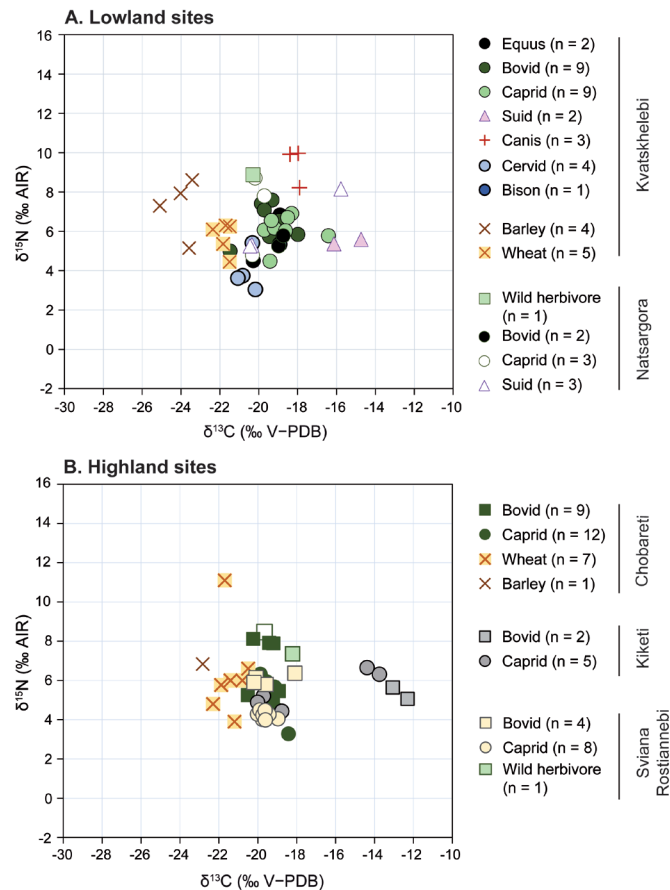 A. Lowland sites
16
14
12
10
8
6
4
2
0
-2
δ15N (‰ AIR)
-30 -28 -26 -24 -22 -20 -18 -16 -14 -12 -10
δ13C (‰ V−PDB)
Equus (n = 2)
Bovid (n = 9)
Caprid (n = 9)
Suid (n = 2)
Canis (n = 3)
Cervid (n = 4)
Bison (n = 1)
Barley (n = 4)
Wheat (n = 5)
Kvatskhelebi
Wild herbivore
(n = 1)
Bovid (n = 2)
Caprid (n = 3)
Suid (n = 3)
Natsargora
B. Highland sites
16
14
12
10
8
6
4
2
0
-2
δ15N (‰ AIR)
-30 -28 -26 -24 -22 -20 -18 -16 -14 -12 -10
δ13C (‰ V−PDB)
Bovid (n = 9)
Caprid (n = 12)
Wheat (n = 7)
Barley (n = 1)
Chobareti
Bovid (n = 2)
Caprid (n = 5)
Kiketi
Bovid (n = 4)
Caprid (n = 8)
Wild herbivore
(n = 1)
Sviana
Rostiannebi